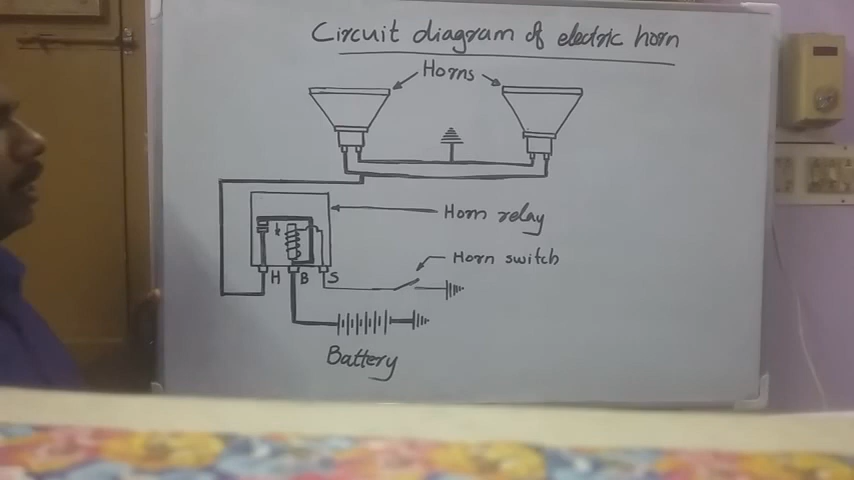 Circuit diagram of electric horn
Horns
Horn relay
Horn switch
H B S
Battery